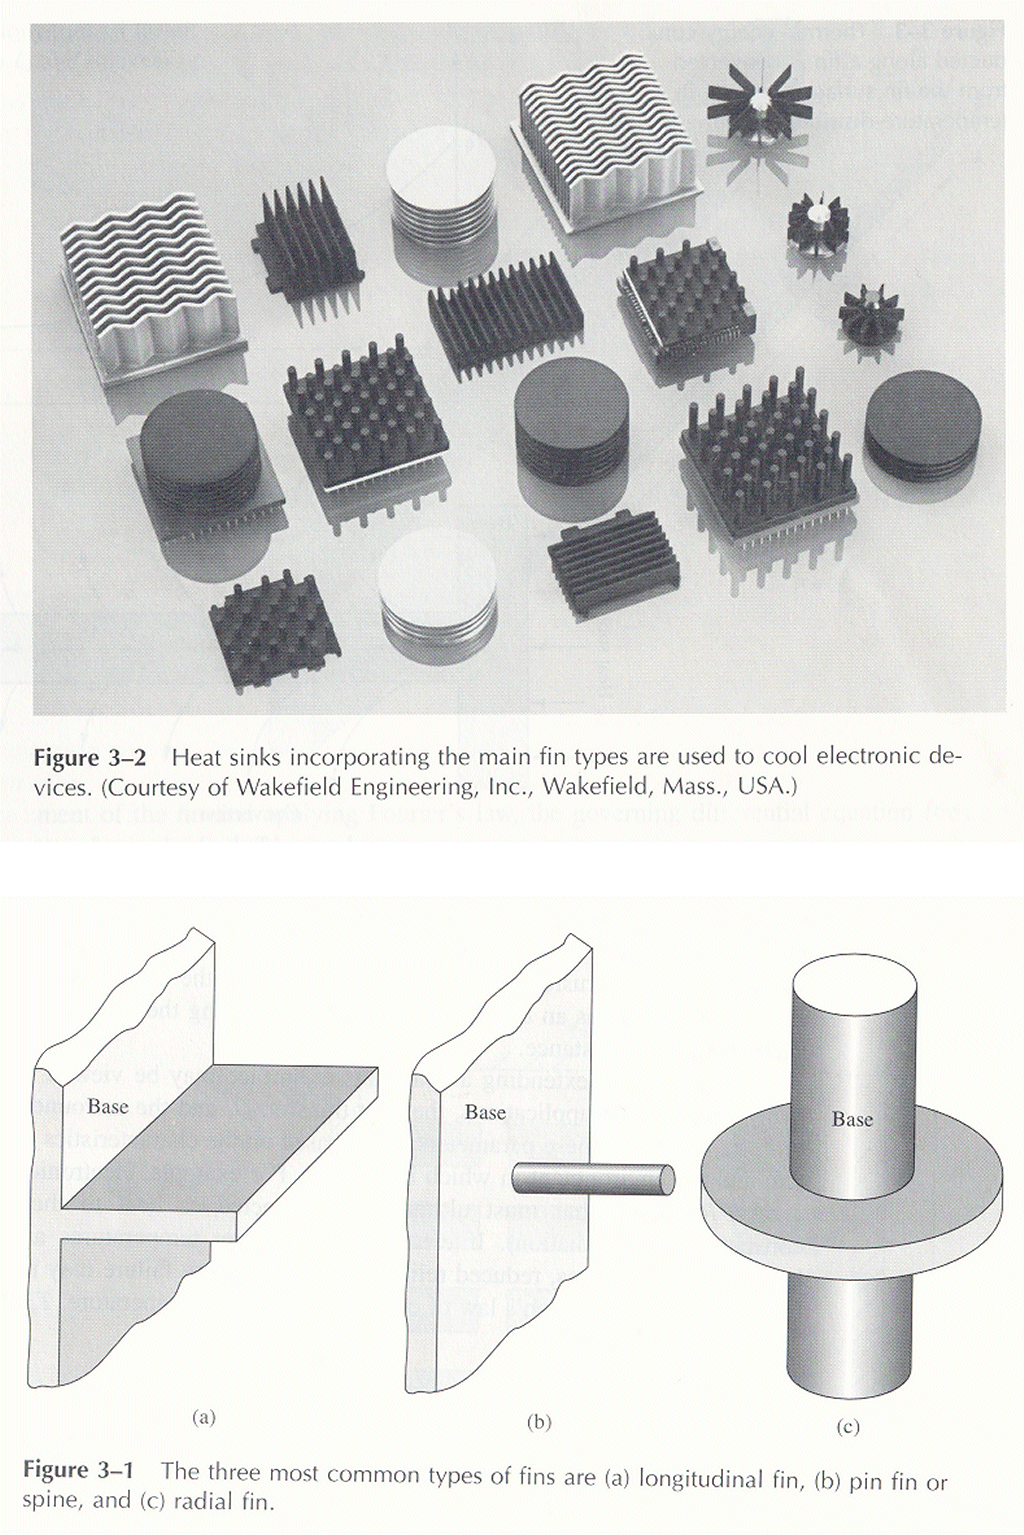 Figure 3–2 Heat sinks incorporating the main fin types are used to cool electronic de-
vices. (Courtesy of Wakefield Engineering, Inc., Wakefield, Mass., USA.)
Base
Base
Base
(a)
(b)
(c)
Figure 3–1 The three most common types of fins are (a) longitudinal fin, (b) pin fin or
spine, and (c) radial fin.